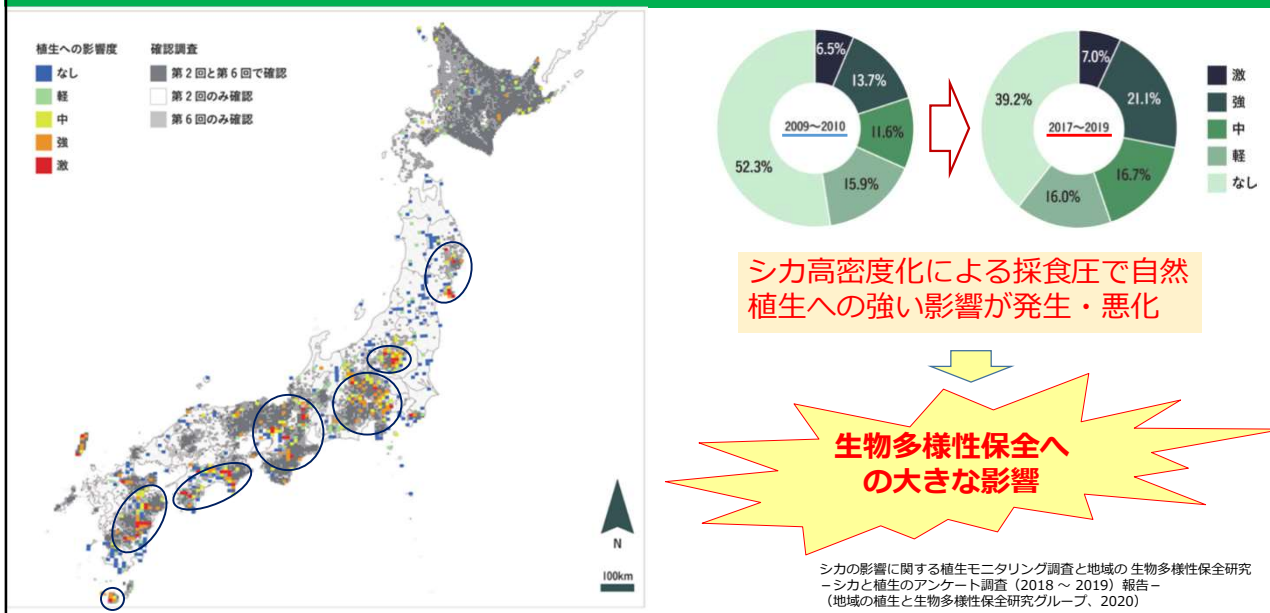 植生への影響度
なし
軽
中
強
激
確認調査
第2回と第6回で確認
第2回のみ確認
第6回のみ確認
N
100km
6.5%
13.7%
11.6%
15.9%
52.3%
2009～2010
7.0%
21.1%
16.7%
16.0%
39.2%
2017～2019
激
強
中
軽
なし
シカ高密度化による採食圧で自然
植生への強い影響が発生・悪化
生物多様性保全へ
の大きな影響
シカの影響に関する植生モニタリング調査と地域の 生物多様性保全研究
－シカと植生のアンケート調査（2018 ～ 2019）報告－
（地域の植生と生物多様性保全研究グループ、2020）